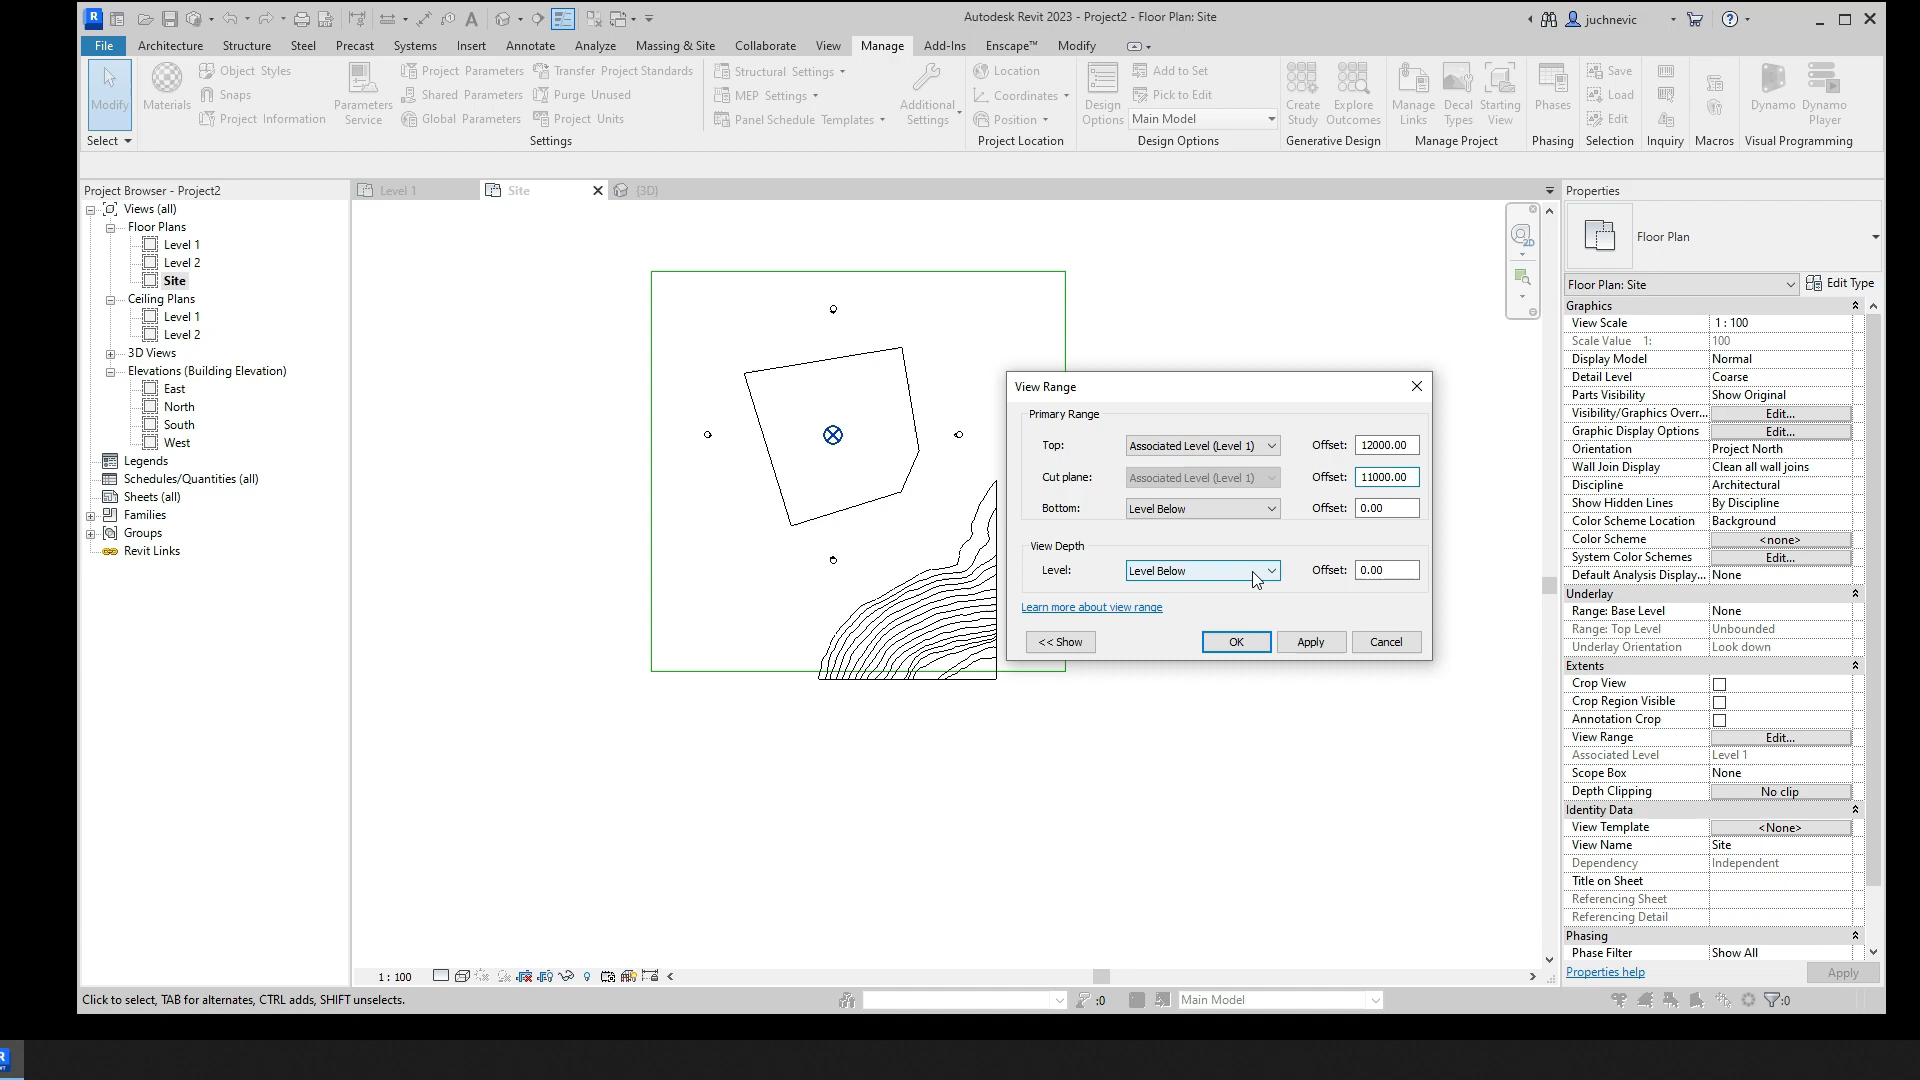 Autodesk Revit 2023 - Project2 - Floor Plan: Site
juchnevic
File Architecture Structure Steel Precast Systems Insert Annotate Analyze Massing & Site Collaborate View Manage Add-Ins Enscape™ Modify
Modify
Select
Materials
Object Styles
Snaps
Project Information
Parameters Service
Project Parameters
Shared Parameters
Global Parameters
Transfer Project Standards
Purge Unused
Project Units
Settings
Structural Settings
MEP Settings
Panel Schedule Templates
Additional Settings
Location
Coordinates
Position
Project Location
Design Options
Add to Set
Pick to Edit
Main Model
Design Options
Create Study
Explore Outcomes
Generative Design
Manage Links
Decal Types
Starting View
Manage Project
Phases
Phasing
Save
Load
Edit
Selection
Inquiry
Macros
Dynamo
Dynamo Player
Visual Programming
Project Browser - Project2
Views (all)
Floor Plans
Level 1
Level 2
Site
Ceiling Plans
Level 1
Level 2
3D Views
Elevations (Building Elevation)
East
North
South
West
Legends
Schedules/Quantities (all)
Sheets (all)
Families
Groups
Revit Links
Level 1
Site
{3D}
2D
View Range
Primary Range
Top: Associated Level (Level 1) Offset: 12000.00
Cut plane: Associated Level (Level 1) Offset: 11000.00
Bottom: Level Below Offset: 0.00
View Depth
Level: Level Below Offset: 0.00
Learn more about view range
<< Show OK Apply Cancel
Properties
Floor Plan
Floor Plan: Site Edit Type
Graphics
View Scale 1 : 100
Scale Value 1: 100
Display Model Normal
Detail Level Coarse
Parts Visibility Show Original
Visibility/Graphics Overr... Edit...
Graphic Display Options Edit...
Orientation Project North
Wall Join Display Clean all wall joins
Discipline Architectural
Show Hidden Lines By Discipline
Color Scheme Location Background
Color Scheme <none>
System Color Schemes Edit...
Default Analysis Display... None
Underlay
Range: Base Level None
Range: Top Level Unbounded
Underlay Orientation Look down
Extents
Crop View
Crop Region Visible
Annotation Crop
View Range Edit...
Associated Level Level 1
Scope Box None
Depth Clipping No clip
Identity Data
View Template <None>
View Name Site
Dependency Independent
Title on Sheet
Referencing Sheet
Referencing Detail
Phasing
Phase Filter Show All
Properties help Apply
1 : 100
Click to select, TAB for alternates, CTRL adds, SHIFT unselects.
:0
Main Model
:0